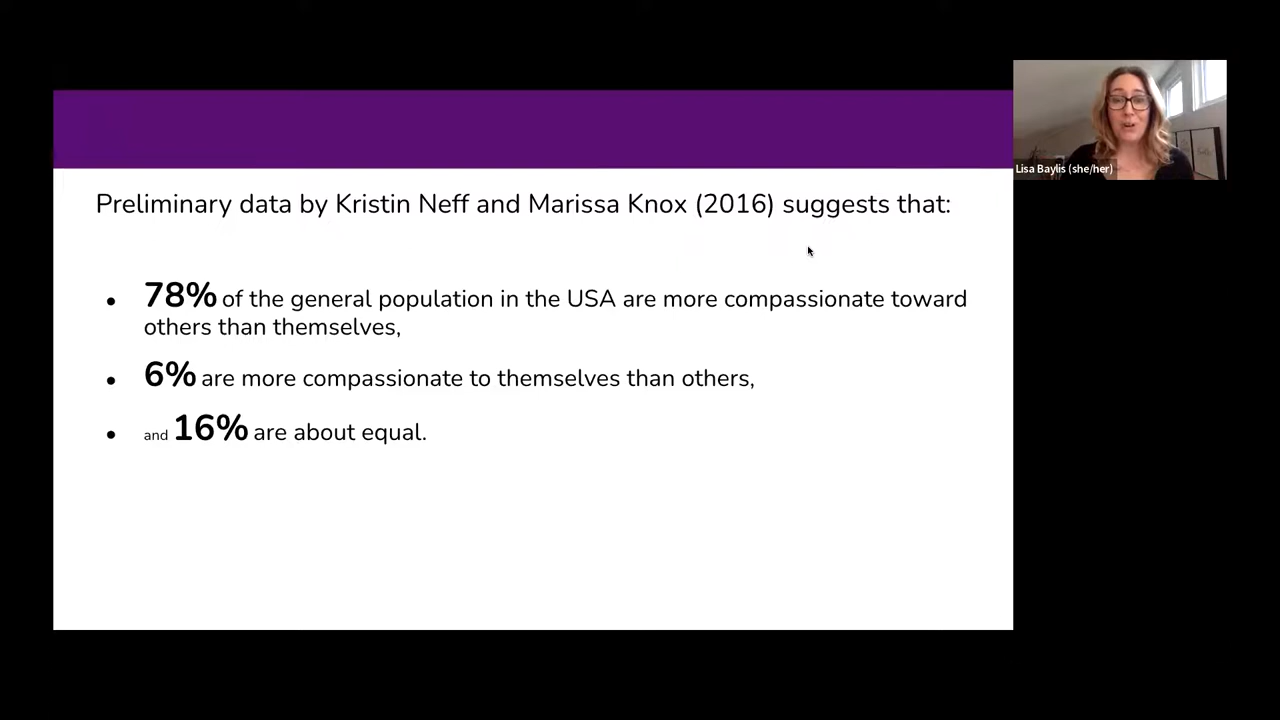 Preliminary data by Kristin Neff and Marissa Knox (2016) suggests that:
• 78% of the general population in the USA are more compassionate toward
others than themselves,
• 6% are more compassionate to themselves than others,
• and 16% are about equal.
Lisa Baylis (she/her)